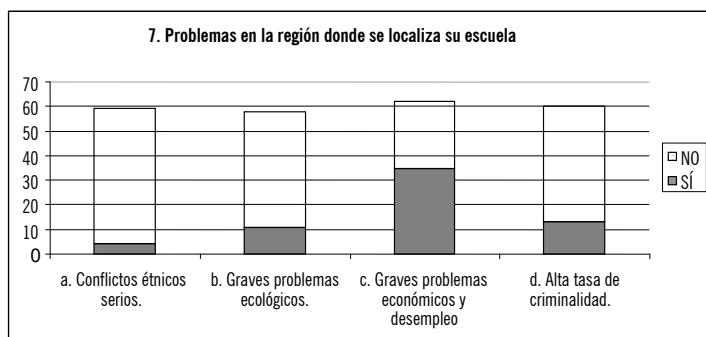 7. Problemas en la región donde se localiza su escuela
70
60
50
40
30
20
10
0
NO
SÍ
a. Conflictos étnicos
serios.
b. Graves problemas
ecológicos.
c. Graves problemas
económicos y
desempleo
d. Alta tasa de
criminalidad.